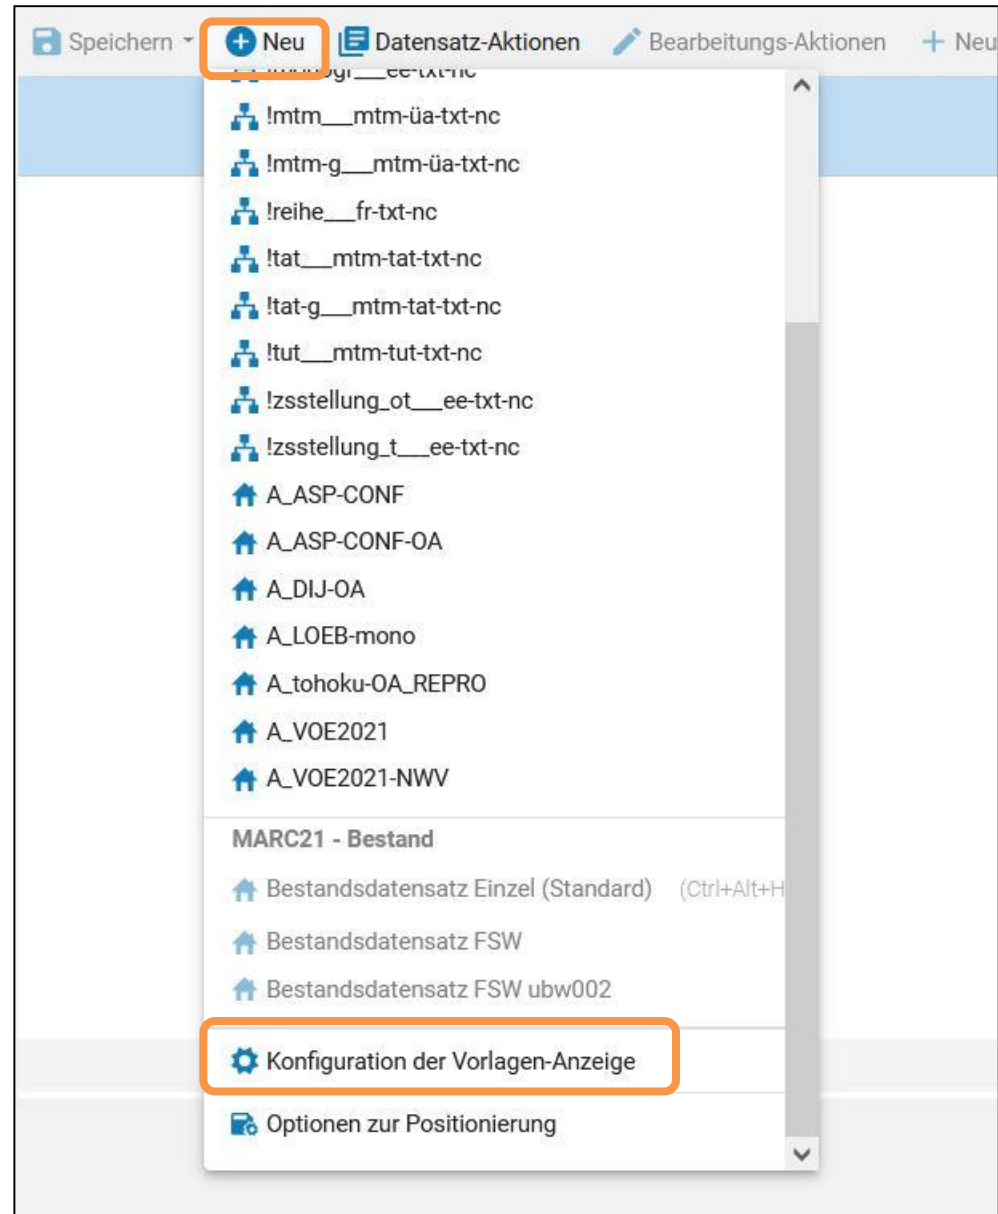 Speichern Neu Datensatz-Aktionen Bearbeitungs-Aktionen Neu
!mtm___mtm-üa-txt-nc
!mtm-g___mtm-üa-txt-nc
!reihe___fr-txt-nc
!tat___mtm-tat-txt-nc
!tat-g___mtm-tat-txt-nc
!tut___mtm-tut-txt-nc
!zsstellung_ot___ee-txt-nc
!zsstellung_t___ee-txt-nc
A_ASP-CONF
A_ASP-CONF-OA
A_DIJ-OA
A_LOEB-mono
A_tohoku-OA_REPRO
A_VOE2021
A_VOE2021-NWV
MARC21 - Bestand
Bestandsdatensatz Einzel (Standard) (Ctrl+Alt+H
Bestandsdatensatz FSW
Bestandsdatensatz FSW ubw002
Konfiguration der Vorlagen-Anzeige
Optionen zur Positionierung